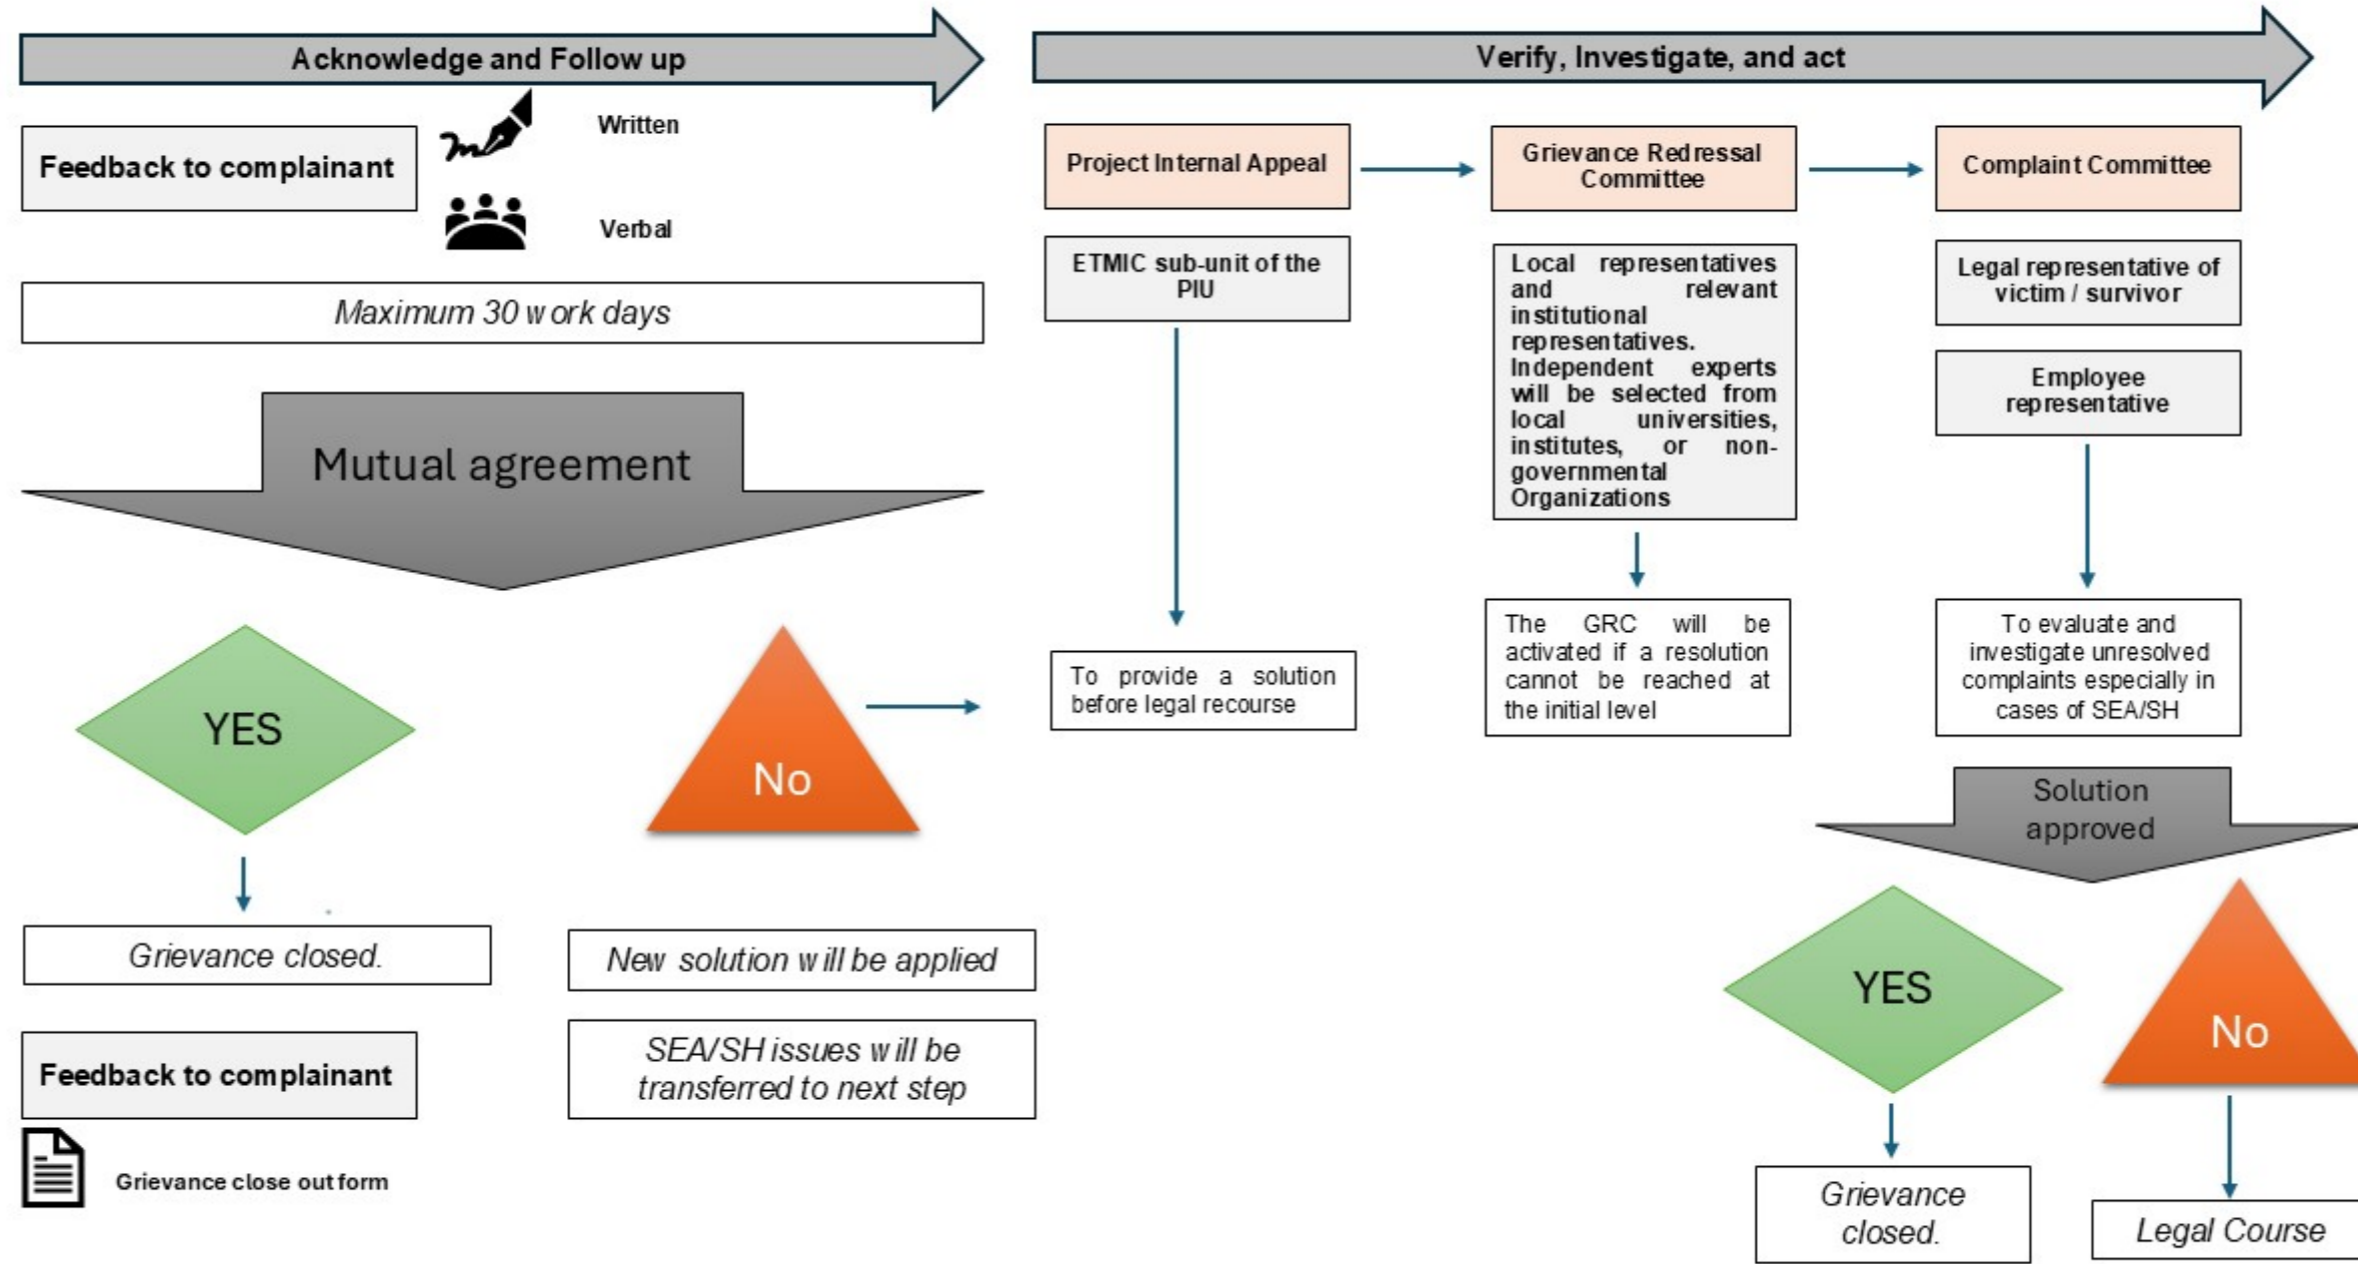 Acknowledge and Follow up
Feedback to complainant
Written
Verbal
Maximum 30 work days
Mutual agreement
YES
No
Grievance closed.
New solution will be applied
Feedback to complainant
SEA/SH issues will be
transferred to next step
Grievance close out form
Verify, Investigate, and act
Project Internal Appeal
ETMIC sub-unit of the
PIU
To provide a solution
before legal recourse
Grievance Redressal
Committee
Local representatives
and relevant
institutional
representatives.
Independent experts
will be selected from
local universities,
institutes, or non-
governmental
Organizations
The GRC will be
activated if a resolution
cannot be reached at
the initial level
Complaint Committee
Legal representative of
victim / survivor
Employee
representative
To evaluate and
investigate unresolved
complaints especially in
cases of SEA/SH
Solution
approved
YES
No
Grievance
closed.
Legal Course